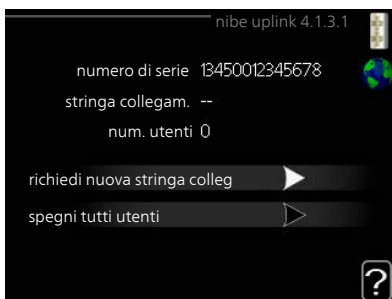 nibe uplink 4.1.3.1
numero di serie 13450012345678
stringa collegam. --
num. utenti 0
richiedi nuova stringa colleg
spegni tutti utenti
?